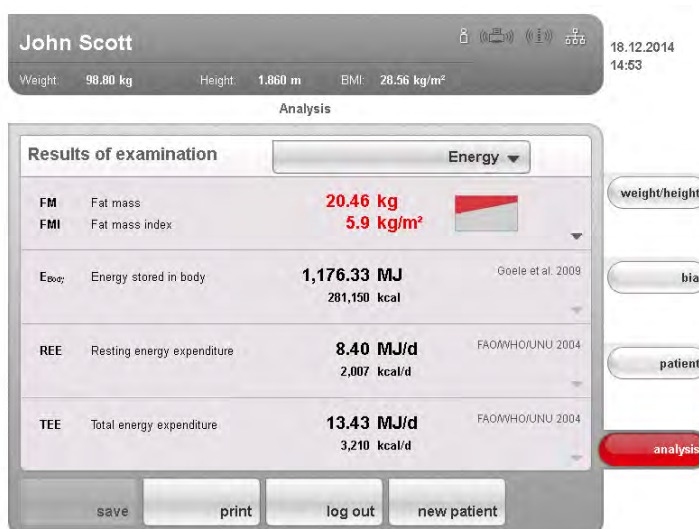 John Scott
18.12.2014
14:53
Weight: 98.80 kg Height: 1.860 m BMI: 28.56 kg/m²
Analysis
Results of examination Energy
FM Fat mass 20.46 kg
FMI Fat mass index 5.9 kg/m²
weight/height
EBody Energy stored in body 1,176.33 MJ Goele et al. 2009
281,150 kcal
bia
REE Resting energy expenditure 8.40 MJ/d FAO/WHO/UNU 2004
2,007 kcal/d
patient
TEE Total energy expenditure 13.43 MJ/d FAO/WHO/UNU 2004
3,210 kcal/d
analysis
save print log out new patient